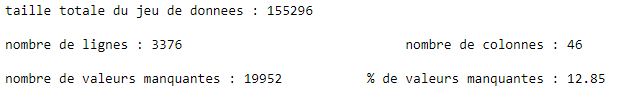 taille totale du jeu de donnees : 155296
nombre de lignes : 3376 nombre de colonnes : 46
nombre de valeurs manquantes : 19952 % de valeurs manquantes : 12.85